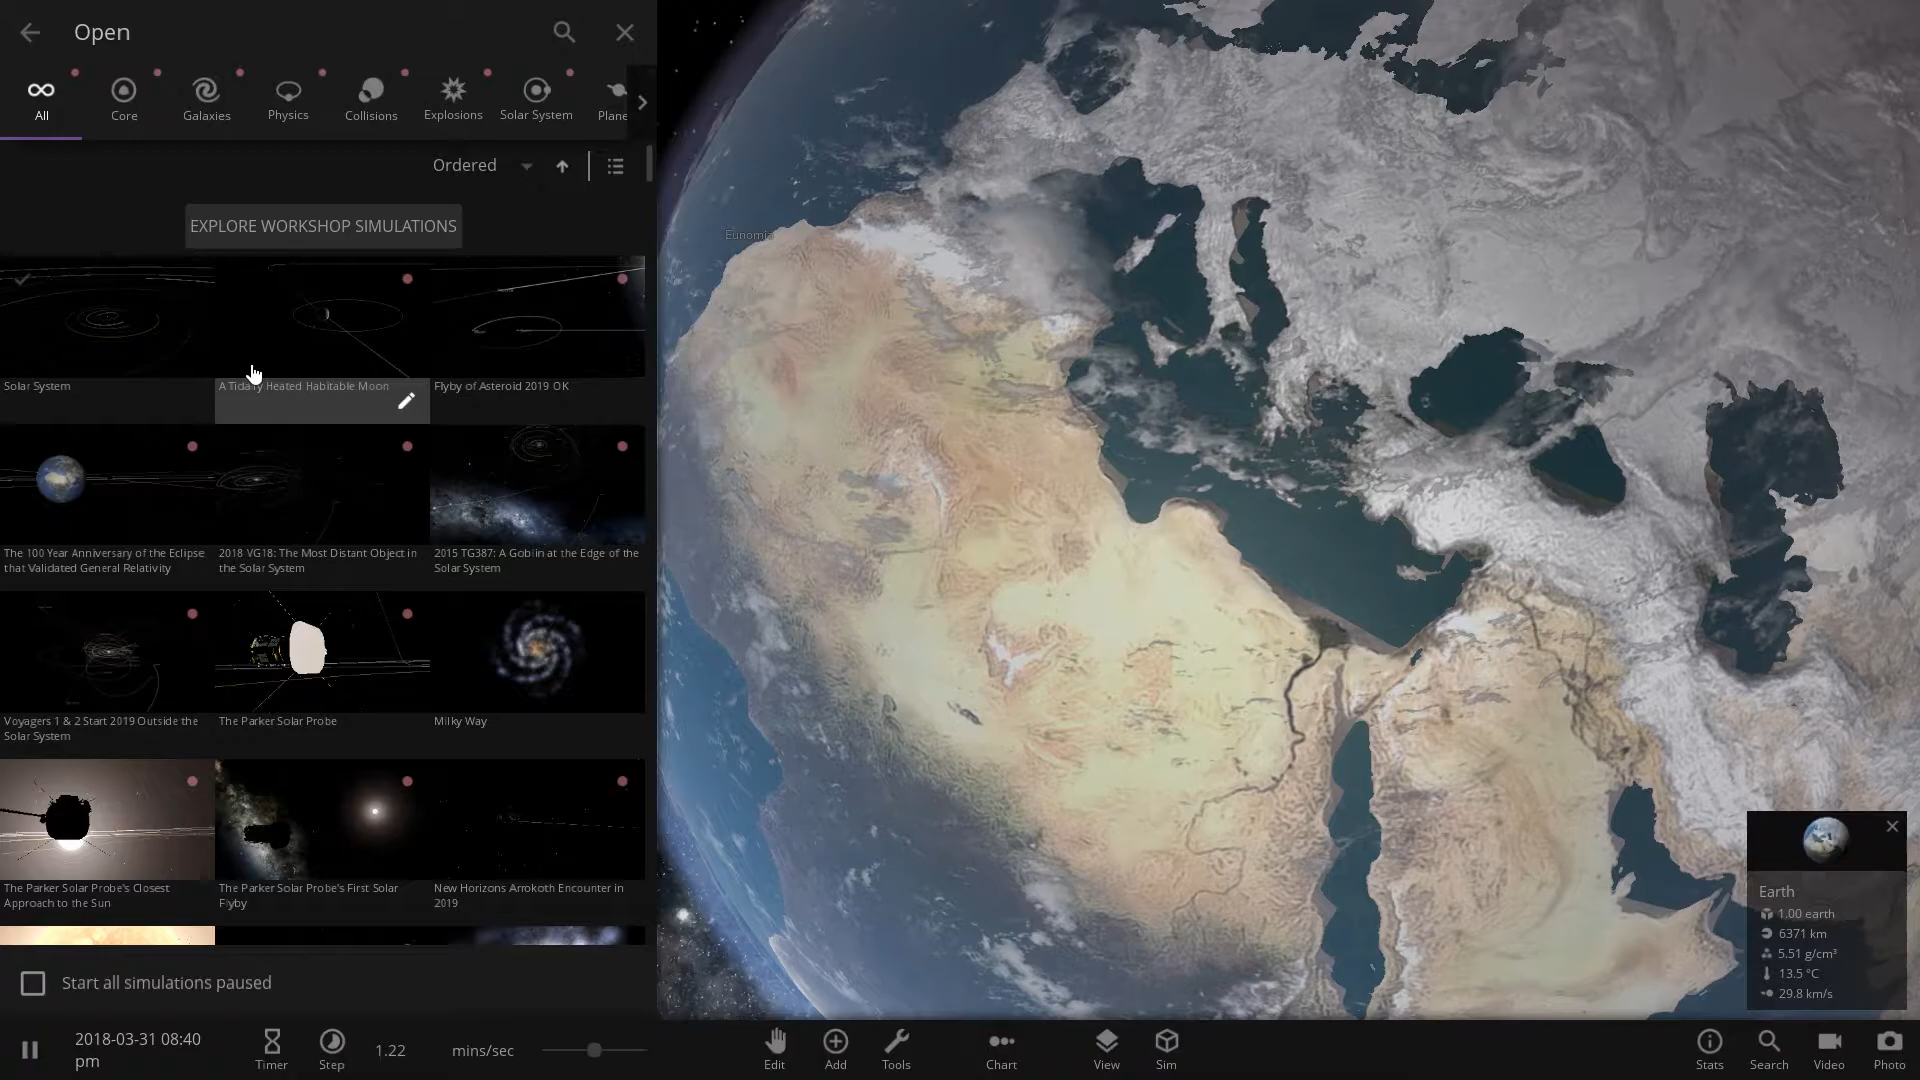 Open
All
Core
Galaxies
Physics
Collisions
Explosions
Solar System
Plane
Ordered
EXPLORE WORKSHOP SIMULATIONS
Solar System
A Tidally Heated Habitable Moon
Flyby of Asteroid 2019 OK
The 100 Year Anniversary of the Eclipse
that Validated General Relativity
2018 VG18: The Most Distant Object in
the Solar System
2015 TG387: A Goblin at the Edge of the
Solar System
Voyagers 1 & 2 Start 2019 Outside the
Solar System
The Parker Solar Probe
Milky Way
The Parker Solar Probe's Closest
Approach to the Sun
The Parker Solar Probe's First Solar
Flyby
New Horizons Arrokoth Encounter in
2019
Start all simulations paused
Eunomia
Earth
1.00 earth
6371 km
5.51 g/cm³
13.5 °C
29.8 km/s
2018-03-31 08:40
pm
Timer
Step
1.22
mins/sec
Edit
Add
Tools
Chart
View
Sim
Stats
Search
Video
Photo